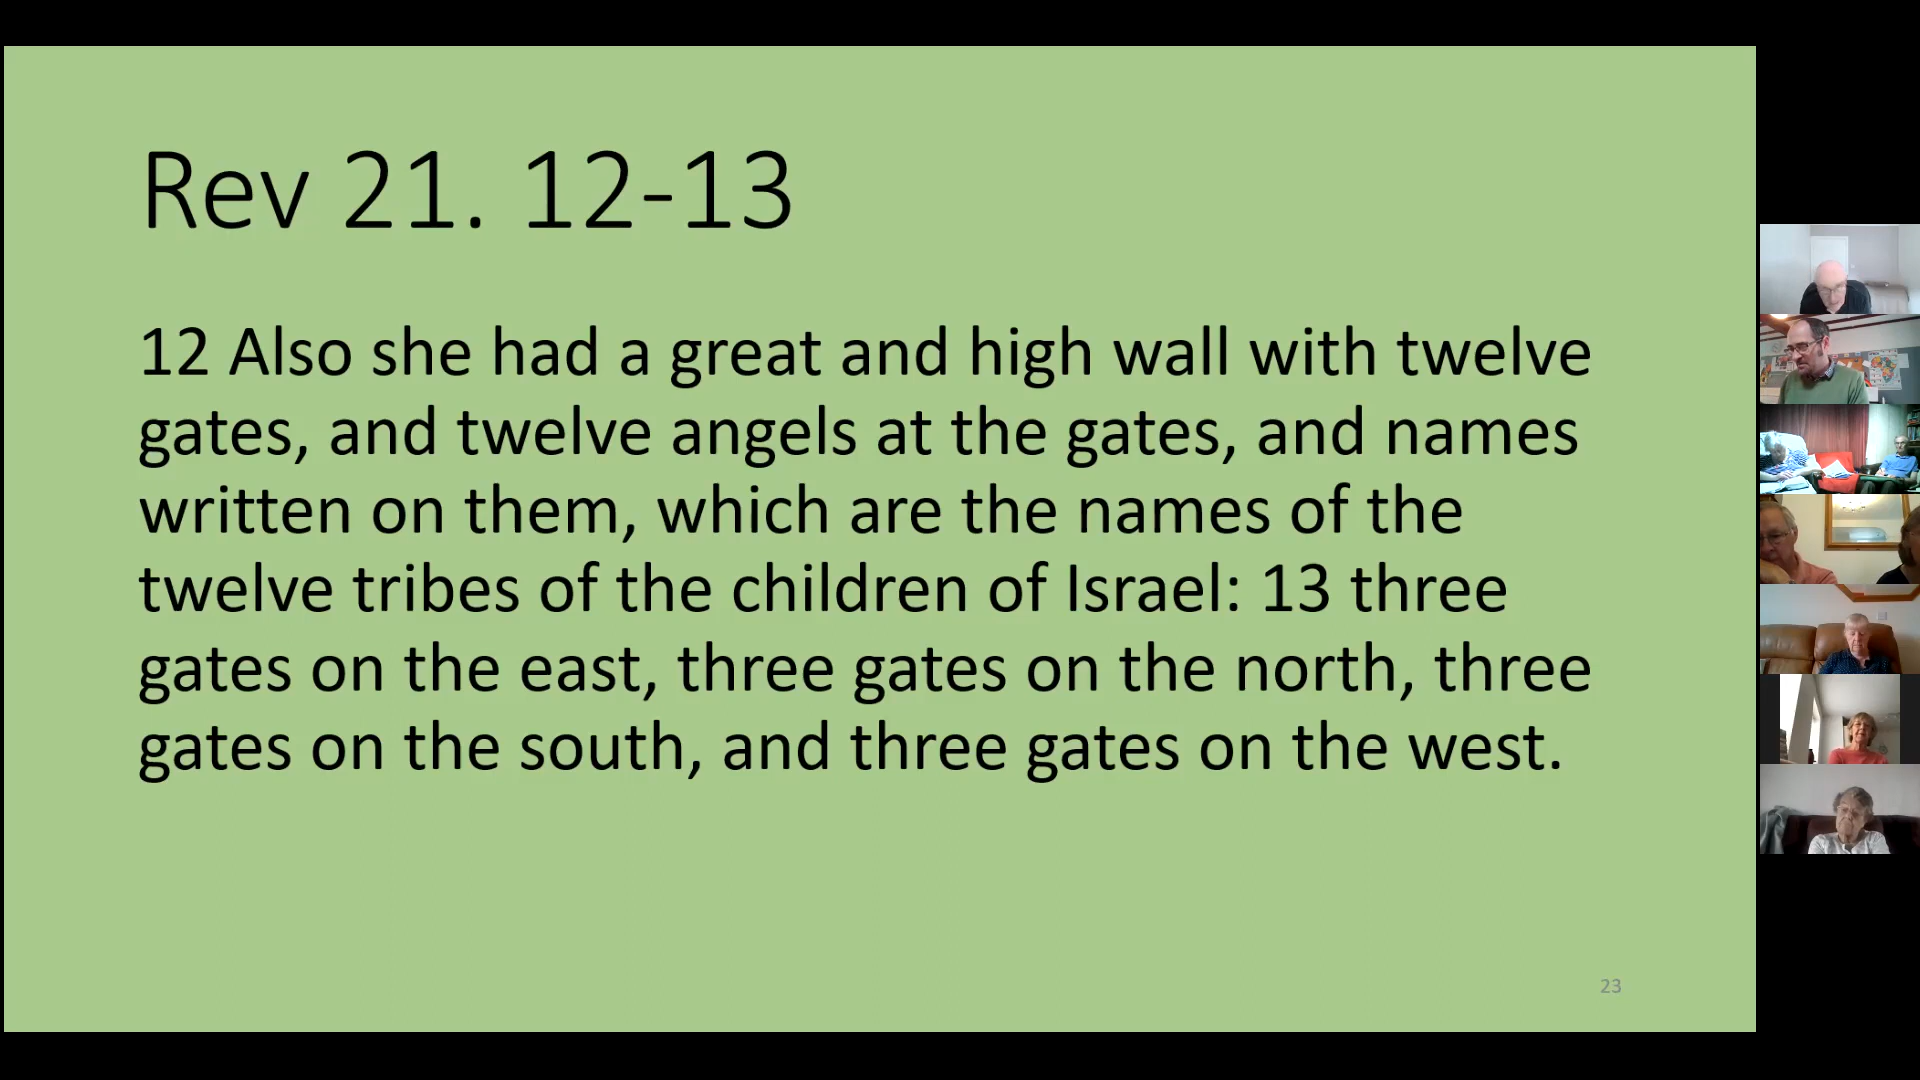 Rev 21. 12-13
12 Also she had a great and high wall with twelve
gates, and twelve angels at the gates, and names
written on them, which are the names of the
twelve tribes of the children of Israel: 13 three
gates on the east, three gates on the north, three
gates on the south, and three gates on the west.
23